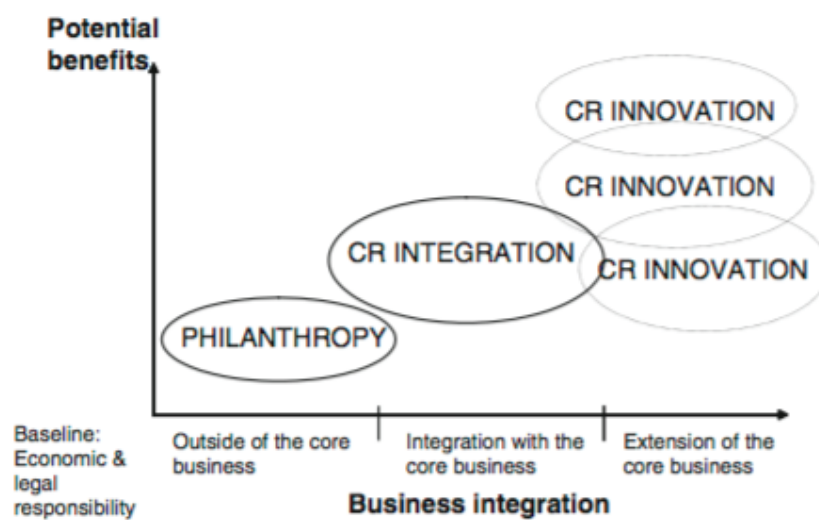 Potential
benefits
CR INNOVATION
CR INNOVATION
CR INTEGRATION
CR INNOVATION
PHILANTHROPY
Baseline:
Economic &
legal
responsibility
Outside of the core
business
Integration with the
core business
Extension of the
core business
Business integration